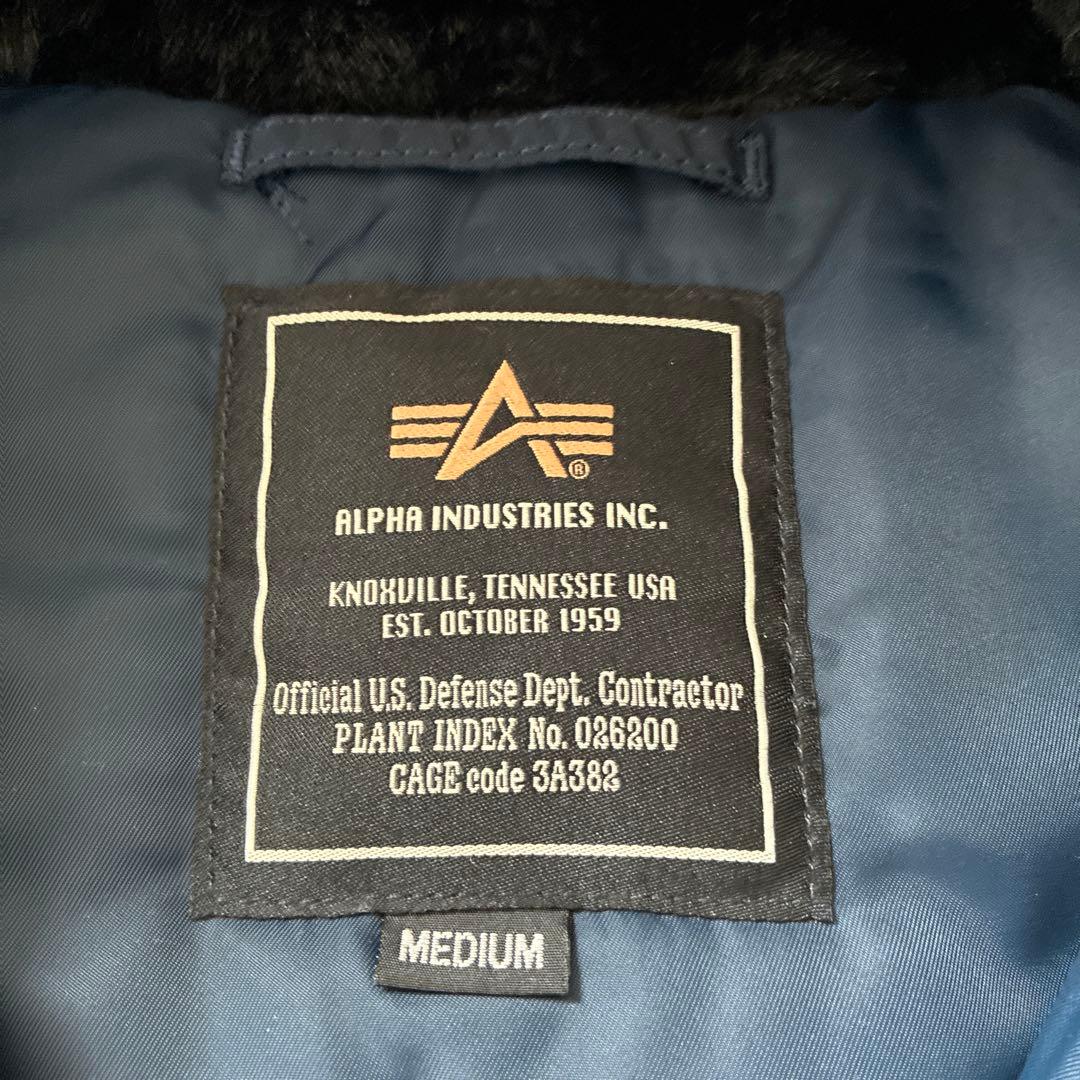 ®
ALPHA INDUSTRIES INC.
KNOXVILLE, TENNESSEE USA
EST. OCTOBER 1959
Official U.S. Defense Dept. Contractor
PLANT INDEX No. 026200
CAGE code 3A382
MEDIUM